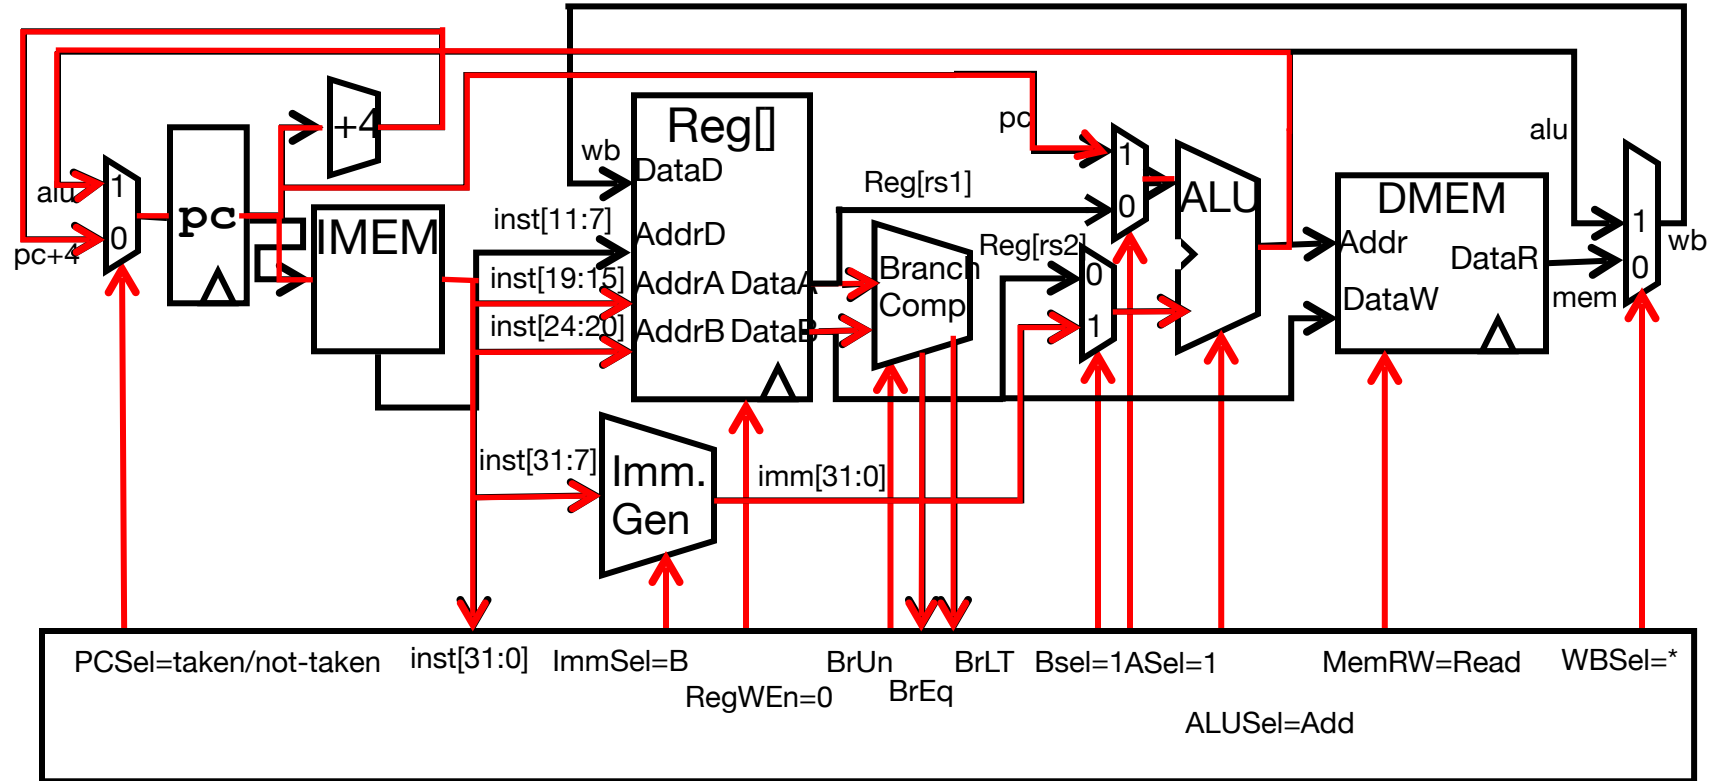 Reg[]
+4
pc
alu
wb
DataD
1
Reg[rs1]
alu
1
pc
IMEM
inst[11:7]
AddrD
0
ALU
DMEM
1
wb
pc+4
0
Reg[rs2]
Addr
DataR
0
inst[19:15]
AddrA
DataA
Branch
Comp
0
mem
inst[24:20]
AddrB
DataB
1
DataW
inst[31:7]
Imm.
Gen
imm[31:0]
PCSel=taken/not-taken
inst[31:0]
ImmSel=B
RegWEn=0
BrUn
BrEq
BrLT
Bsel=1
ASel=1
ALUSel=Add
MemRW=Read
WBSel=*